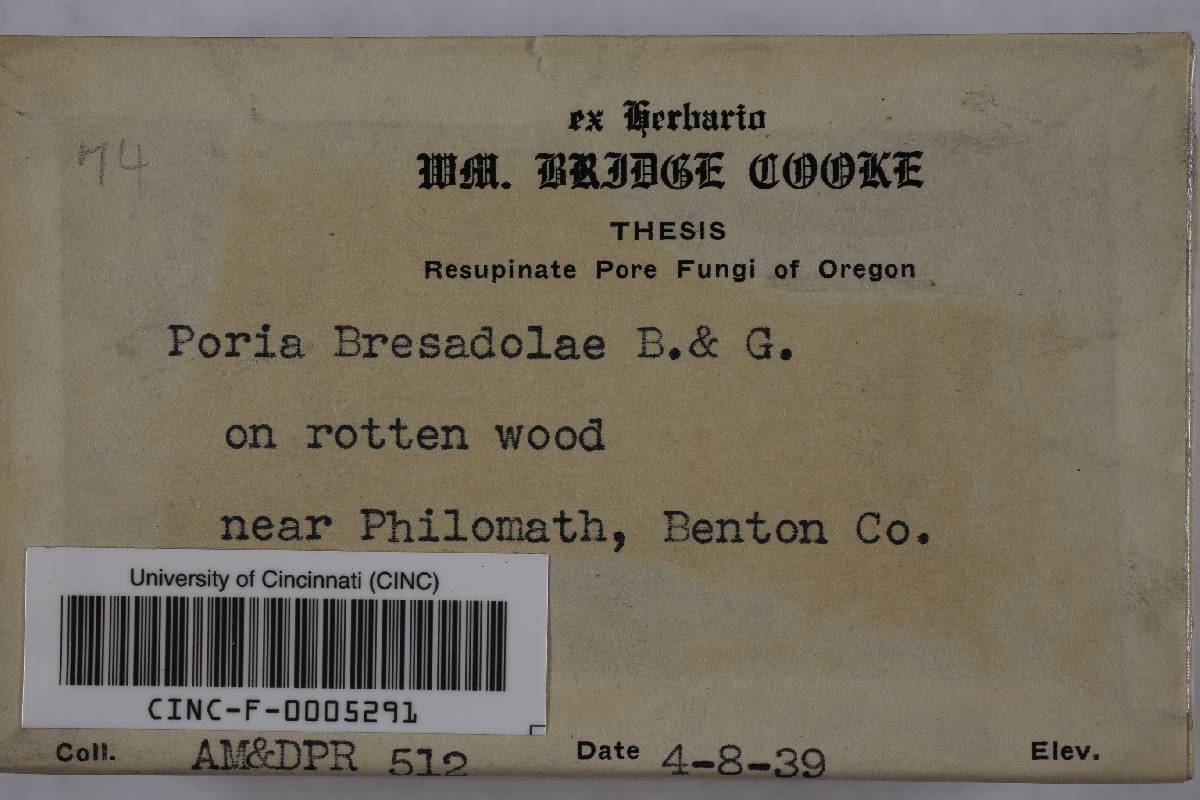 74
ex Herbario
WM. BRIDGE COOKE
THESIS
Resupinate Pore Fungi of Oregon
Poria Bresadolae B.& G.
on rotten wood
near Philomath, Benton Co.
University of Cincinnati (CINC)
CINC-F-0005291
Coll. AM&DPR 512 Date 4-8-39 Elev.